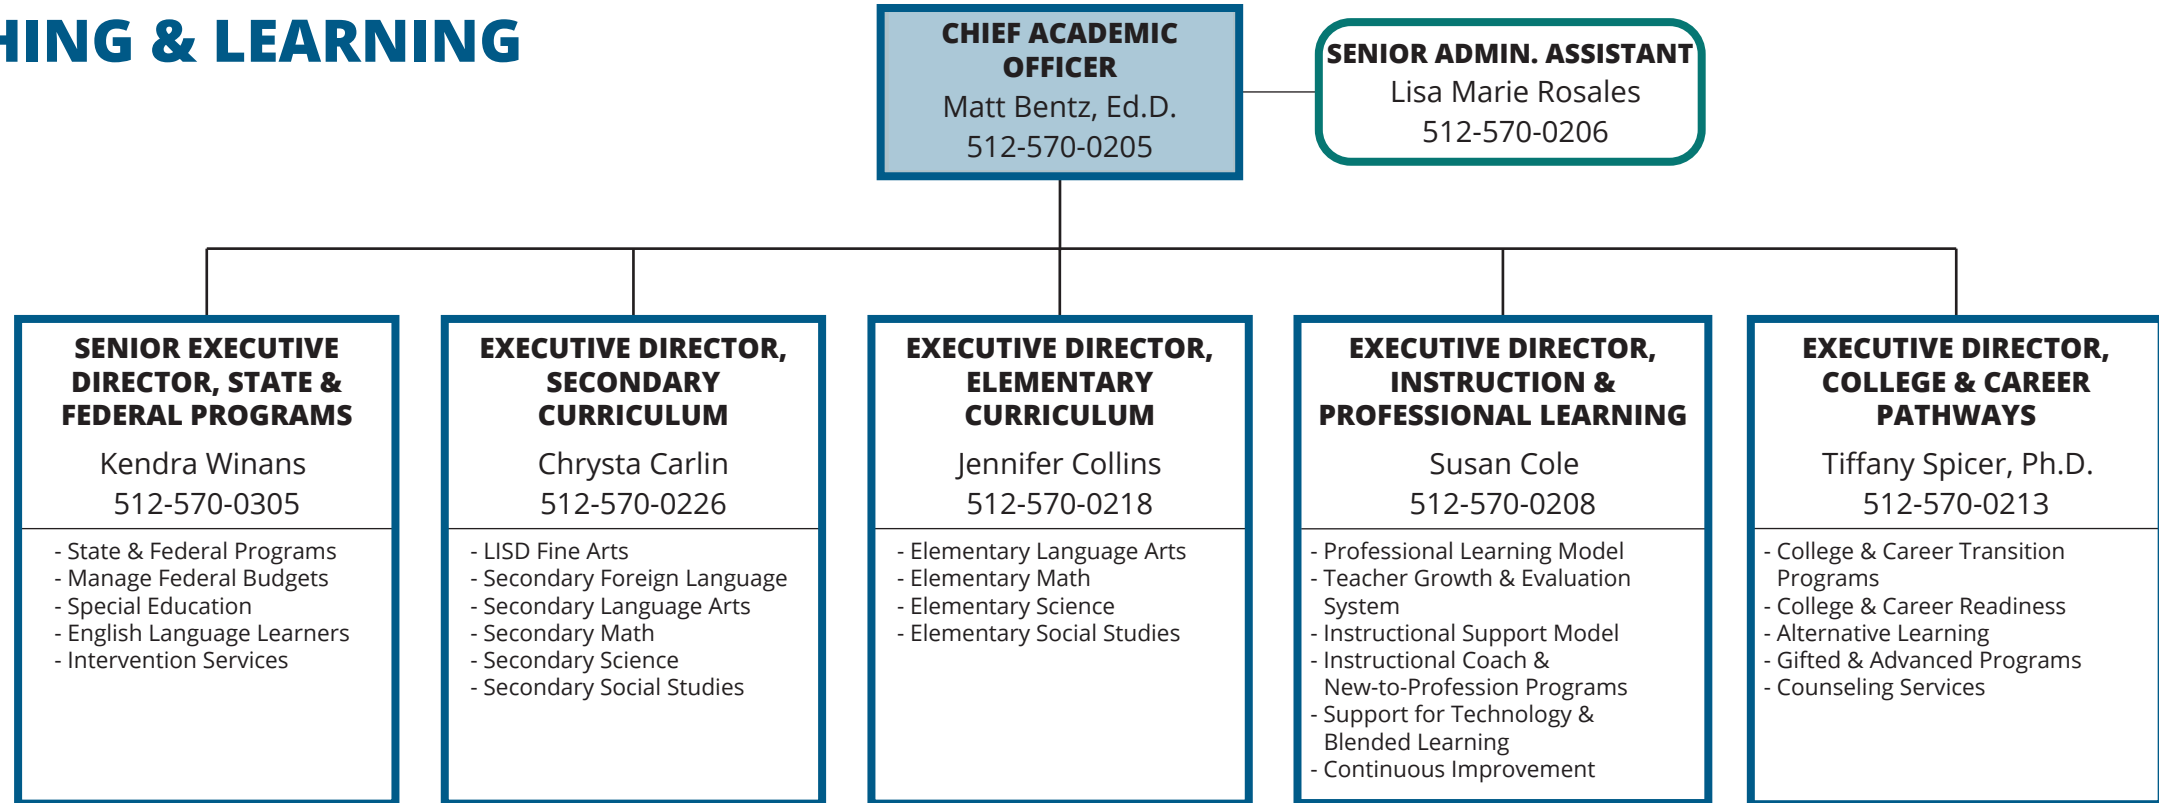 HING & LEARNING
CHIEF ACADEMIC
OFFICER
Matt Bentz, Ed.D.
512-570-0205
SENIOR ADMIN. ASSISTANT
Lisa Marie Rosales
512-570-0206
SENIOR EXECUTIVE
DIRECTOR, STATE &
FEDERAL PROGRAMS
Kendra Winans
512-570-0305
- State & Federal Programs
- Manage Federal Budgets
- Special Education
- English Language Learners
- Intervention Services
EXECUTIVE DIRECTOR,
SECONDARY
CURRICULUM
Chrysta Carlin
512-570-0226
- LISD Fine Arts
- Secondary Foreign Language
- Secondary Language Arts
- Secondary Math
- Secondary Science
- Secondary Social Studies
EXECUTIVE DIRECTOR,
ELEMENTARY
CURRICULUM
Jennifer Collins
512-570-0218
- Elementary Language Arts
- Elementary Math
- Elementary Science
- Elementary Social Studies
EXECUTIVE DIRECTOR,
INSTRUCTION &
PROFESSIONAL LEARNING
Susan Cole
512-570-0208
- Professional Learning Model
- Teacher Growth & Evaluation
System
- Instructional Support Model
- Instructional Coach &
New-to-Profession Programs
- Support for Technology &
Blended Learning
- Continuous Improvement
EXECUTIVE DIRECTOR,
COLLEGE & CAREER
PATHWAYS
Tiffany Spicer, Ph.D.
512-570-0213
- College & Career Transition
Programs
- College & Career Readiness
- Alternative Learning
- Gifted & Advanced Programs
- Counseling Services